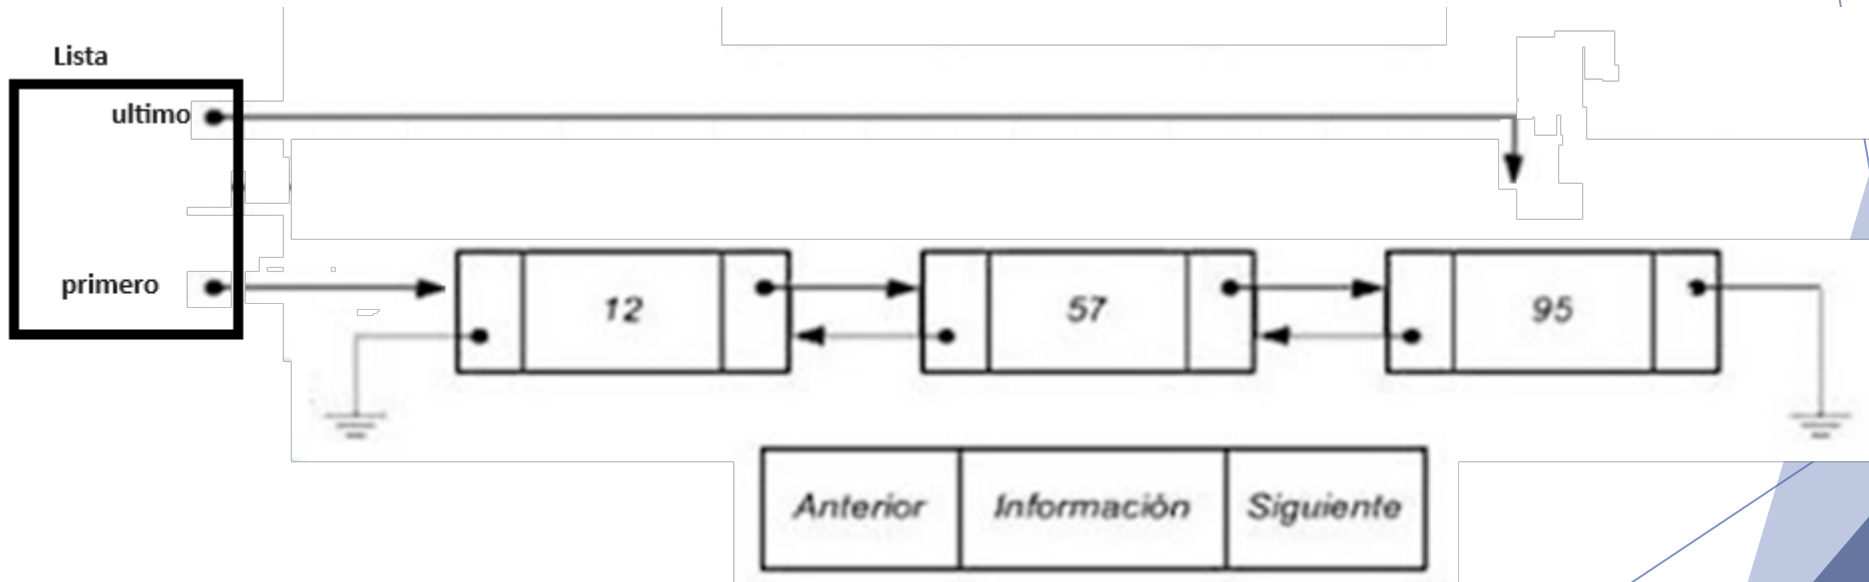 Lista
ultimo
primero
12
57
95
Anterior
Información
Siguiente